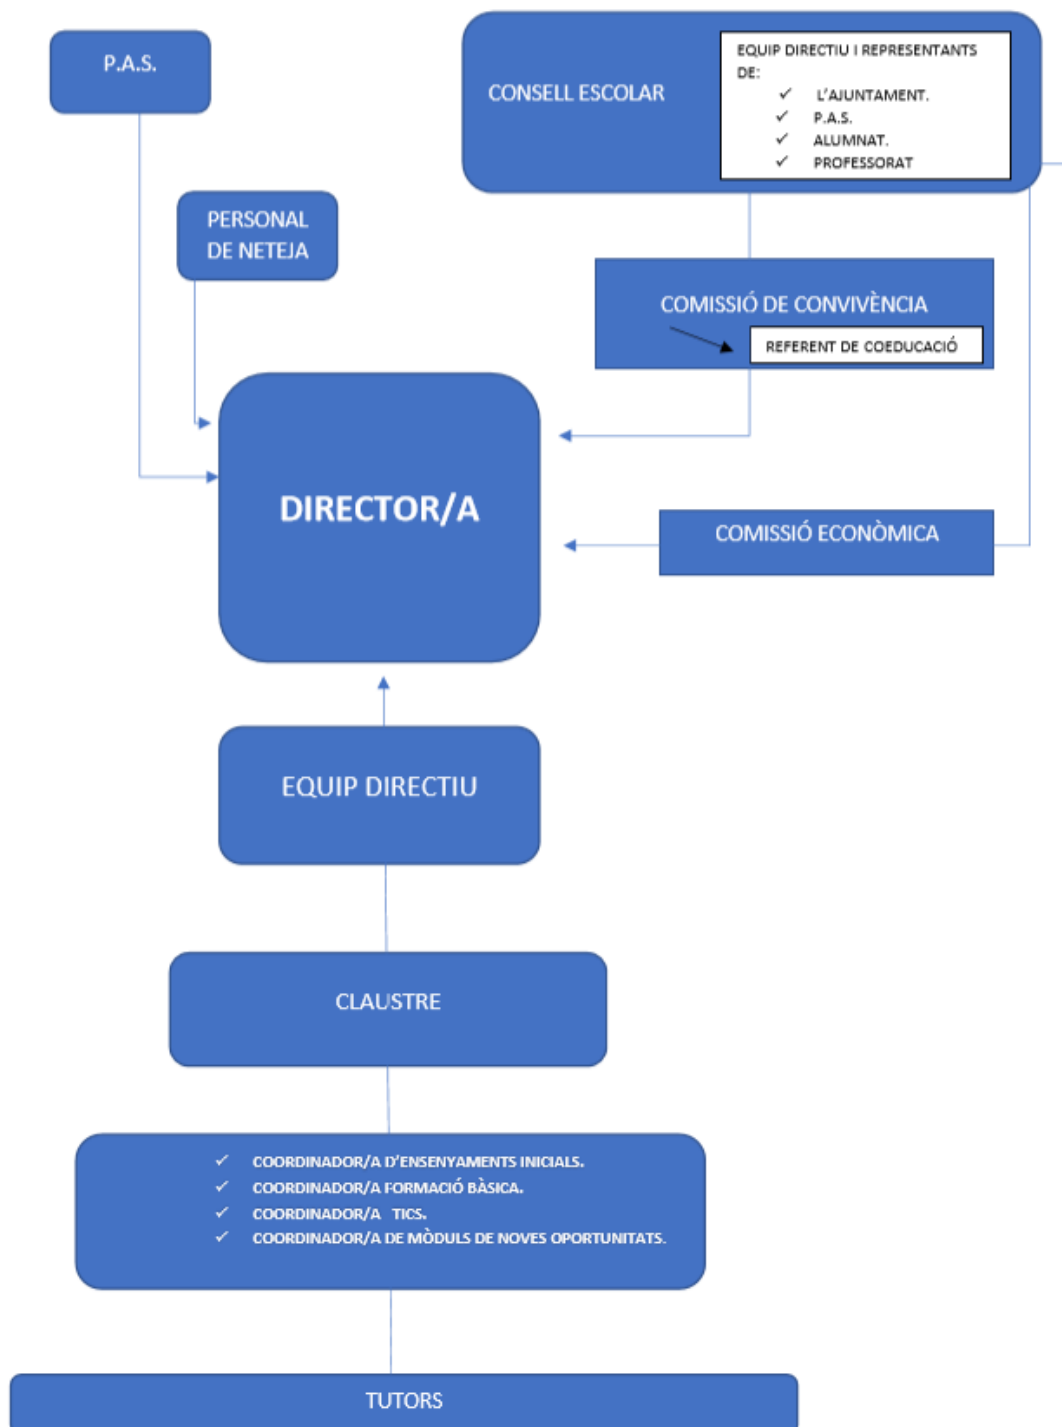 P.A.S.
CONSELL ESCOLAR
EQUIP DIRECTIU I REPRESENTANTS
DE:
✓ L'AJUNTAMENT.
✓ P.A.S.
✓ ALUMNAT.
✓ PROFESSORAT
PERSONAL
DE NETEJA
COMISSIÓ DE CONVIVÈNCIA
REFERENT DE COEDUCACIÓ
DIRECTOR/A
COMISSIÓ ECONÒMICA
EQUIP DIRECTIU
CLAUSTRE
✓ COORDINADOR/A D'ENSENYAMENTS INICIALS.
✓ COORDINADOR/A FORMACIÓ BÀSICA.
✓ COORDINADOR/A TICS.
✓ COORDINADOR/A DE MÒDULS DE NOVES OPORTUNITATS.
TUTORS